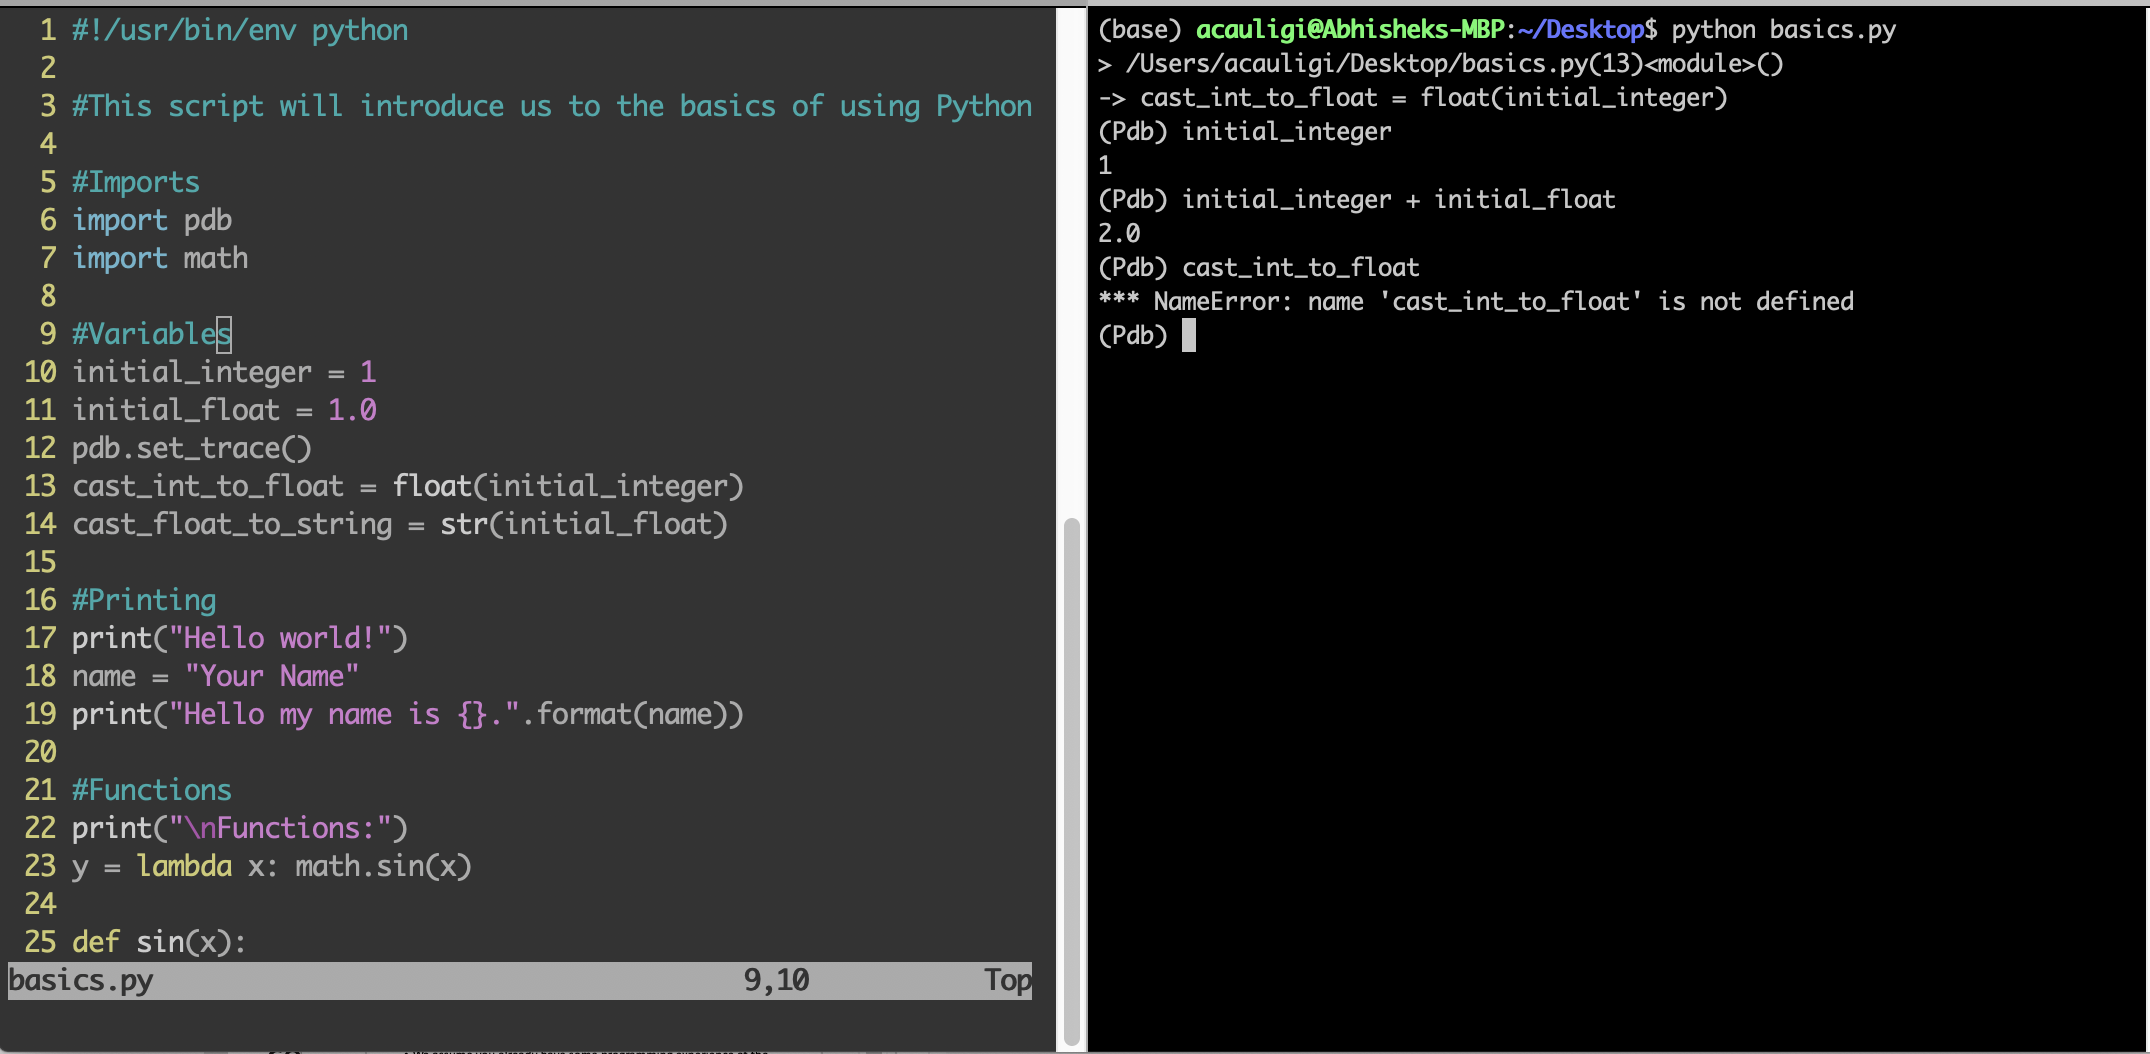 1 #!/usr/bin/env python
2
3 #This script will introduce us to the basics of using Python
4
5 #Imports
6 import pdb
7 import math
8
9 #Variables
10 initial_integer = 1
11 initial_float = 1.0
12 pdb.set_trace()
13 cast_int_to_float = float(initial_integer)
14 cast_float_to_string = str(initial_float)
15
16 #Printing
17 print("Hello world!")
18 name = "Your Name"
19 print("Hello my name is {}.".format(name))
20
21 #Functions
22 print("\nFunctions:")
23 y = lambda x: math.sin(x)
24
25 def sin(x):
basics.py 9,10 Top
(base) acauligi@Abhisheks-MBP:~/Desktop$ python basics.py
> /Users/acauligi/Desktop/basics.py(13)<module>()
-> cast_int_to_float = float(initial_integer)
(Pdb) initial_integer
1
(Pdb) initial_integer + initial_float
2.0
(Pdb) cast_int_to_float
*** NameError: name 'cast_int_to_float' is not defined
(Pdb)